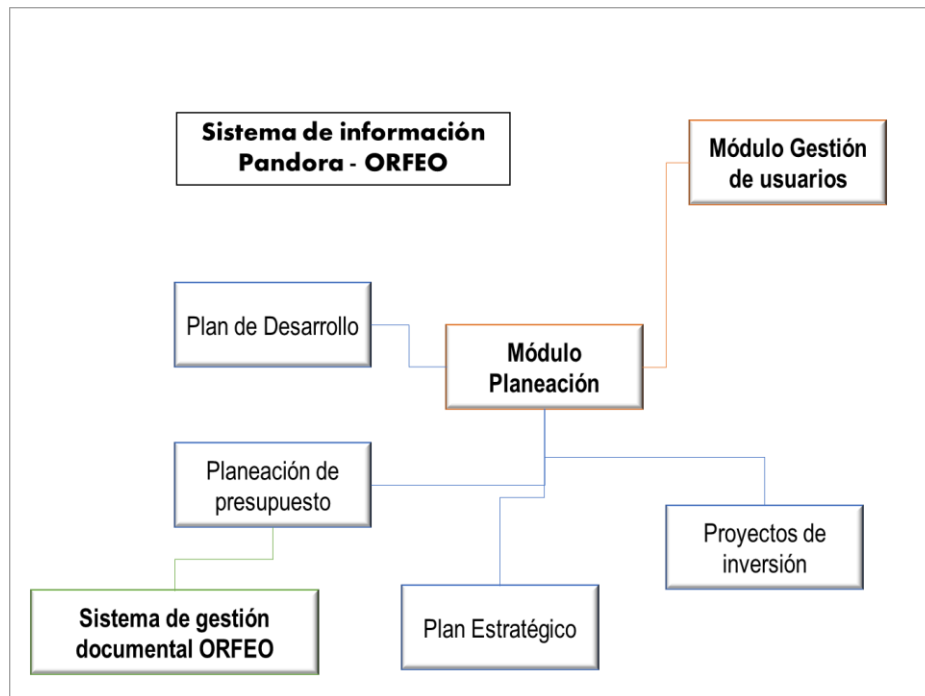 Sistema de información
Pandora - ORFEO
Módulo Gestión
de usuarios
Plan de Desarrollo
Módulo
Planeación
Planeación de
presupuesto
Proyectos de
inversión
Sistema de gestión
documental ORFEO
Plan Estratégico